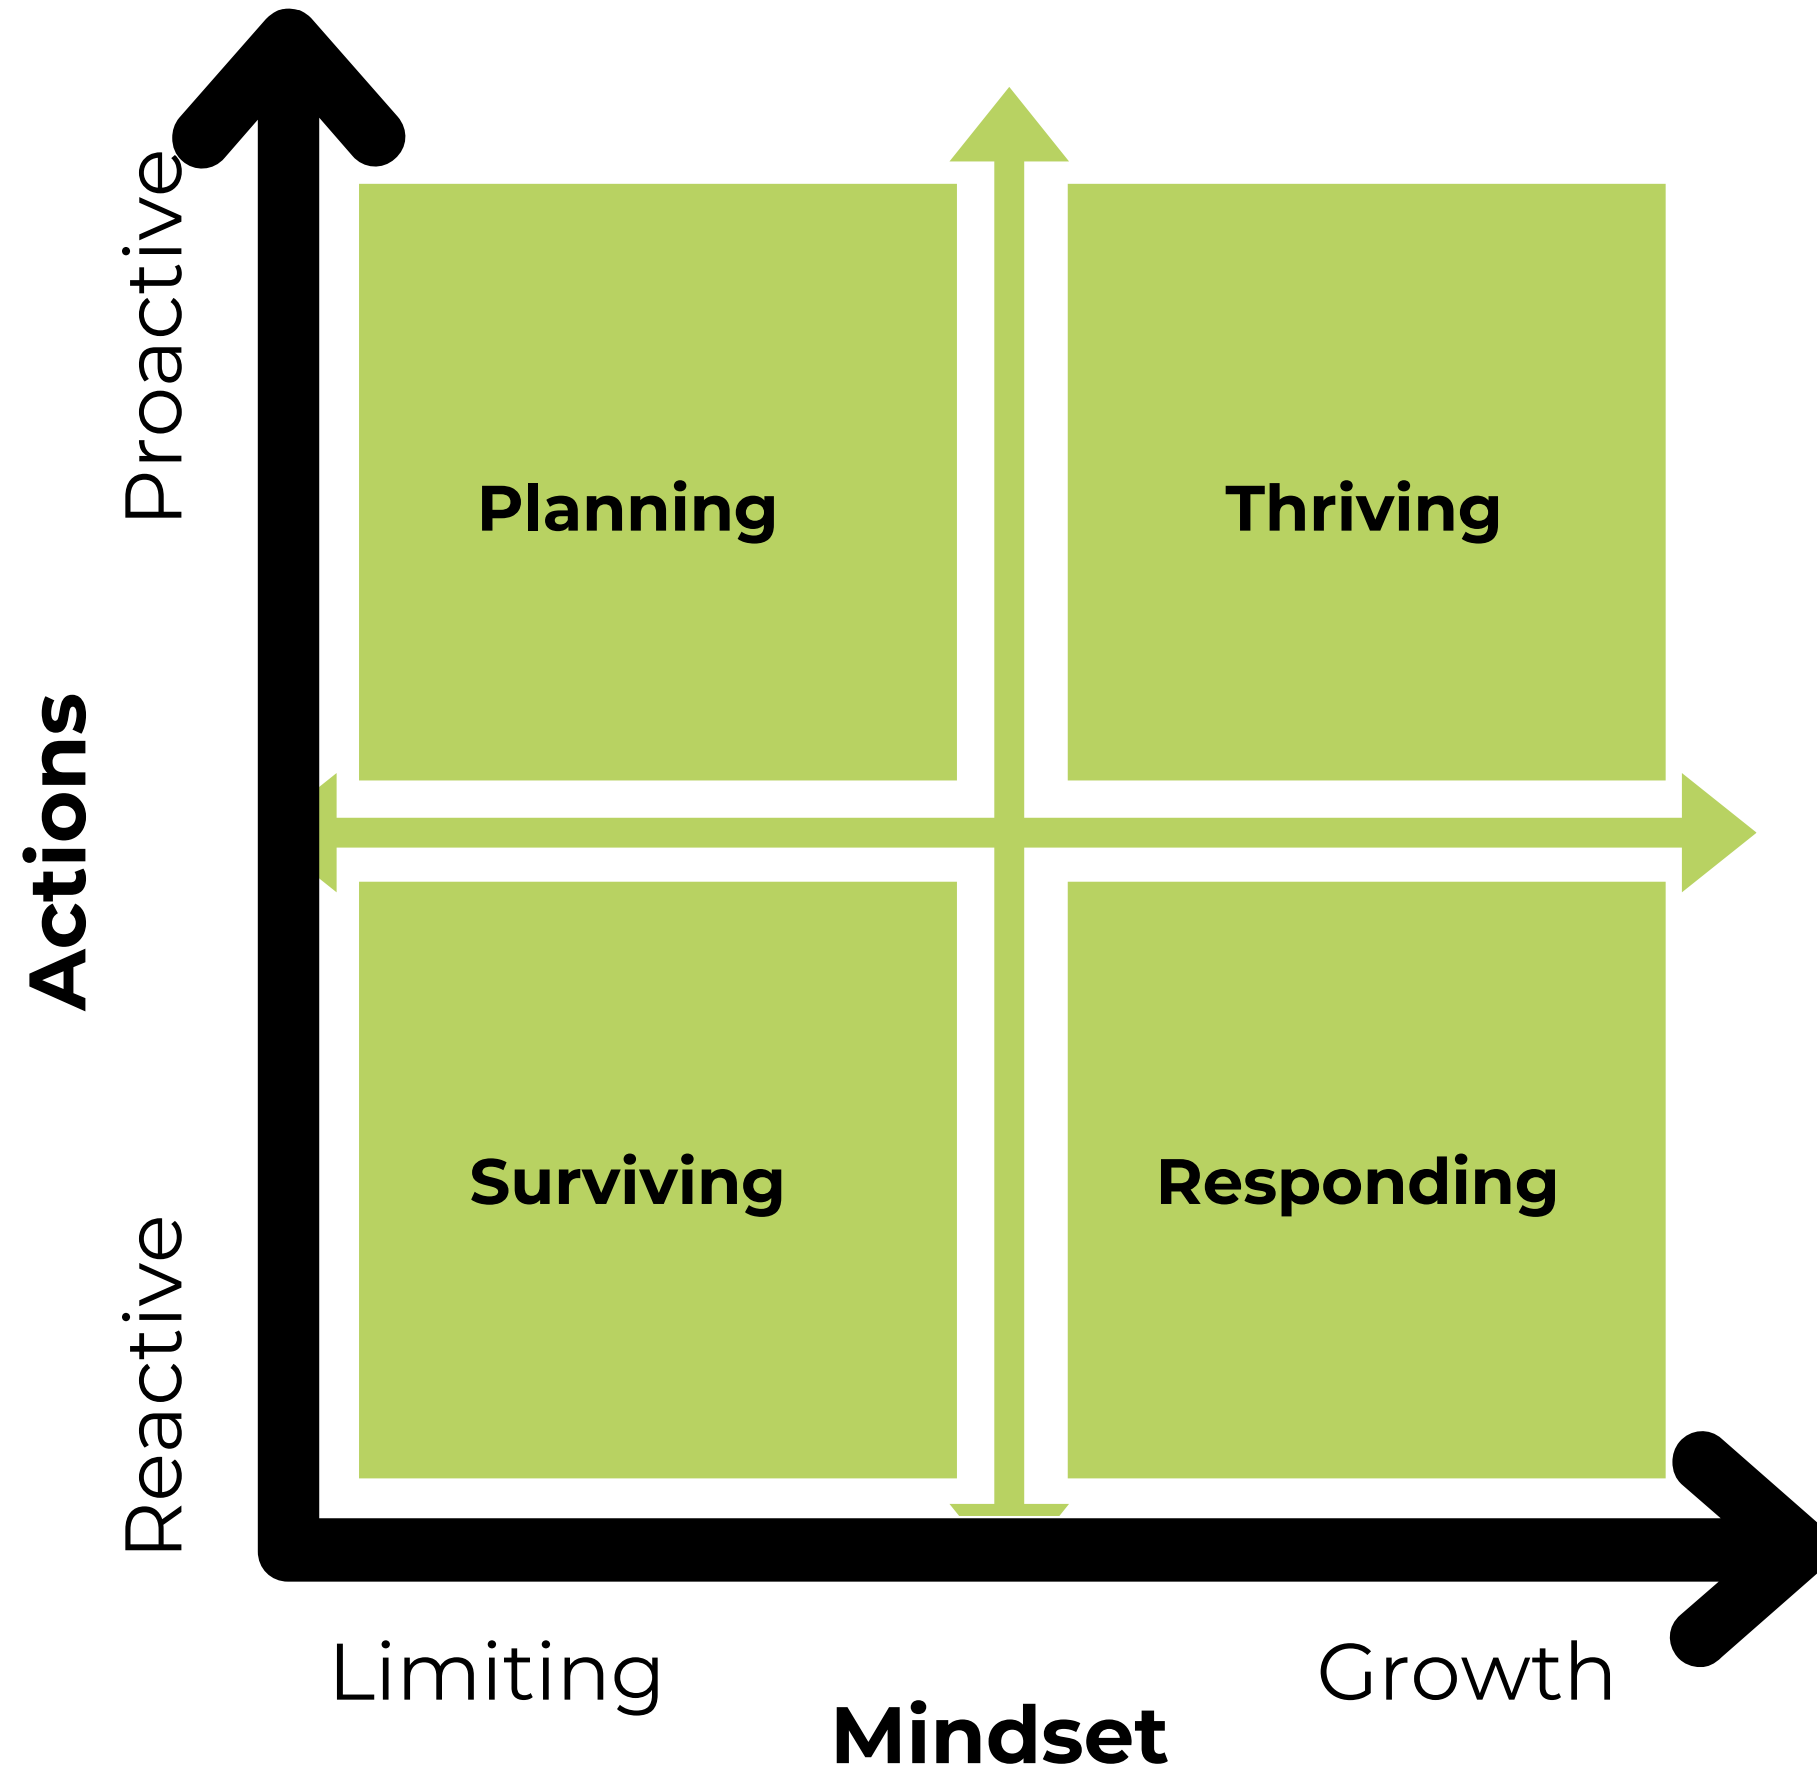 Proactive
Planning
Thriving
Actions
Surviving
Responding
Reactive
Limiting
Growth
Mindset